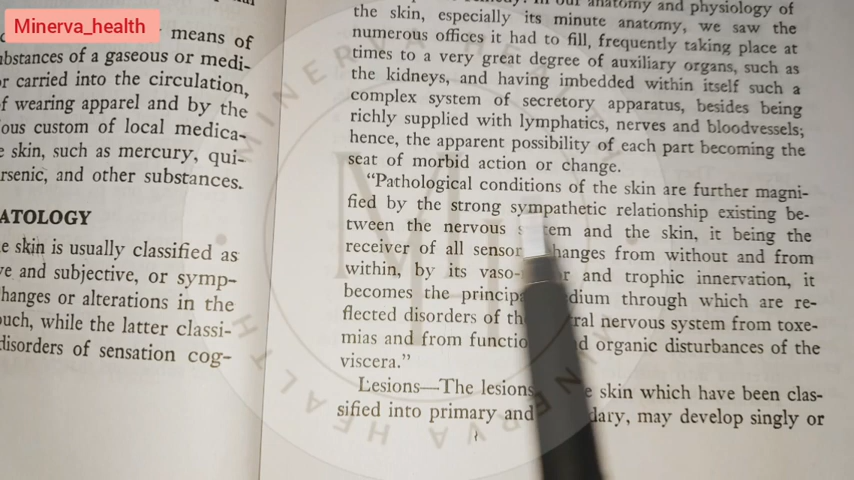 Minerva_health
means of
bstances of a gaseous or medi-
r carried into the circulation,
f wearing apparel and by the
ous custom of local medica-
e skin, such as mercury, qui-
rsenic, and other substances.
ATOLOGY
e skin is usually classified as
ve and subjective, or symp-
hanges or alterations in the
ouch, while the latter classi-
disorders of sensation cog-
anatomy and physiology of
the skin, especially its minute anatomy, we saw the
numerous offices it had to fill, frequently taking place at
times to a very great degree of auxiliary organs, such as
the kidneys, and having imbedded within itself such a
complex system of secretory apparatus, besides being
richly supplied with lymphatics, nerves and bloodvessels;
hence, the apparent possibility of each part becoming the
seat of morbid action or change.
“Pathological conditions of the skin are further magni-
fied by the strong sympathetic relationship existing be-
tween the nervous s tem and the skin, it being the
receiver of all sensor hanges from without and from
within, by its vaso- r and trophic innervation, it
becomes the princip dium through which are re-
flected disorders of th ral nervous system from toxe-
mias and from functio d organic disturbances of the
viscera.”
Lesions—The lesions e skin which have been clas-
sified into primary and dary, may develop singly or
MINERVA HEALTH
MH
MINERVA HEALTH